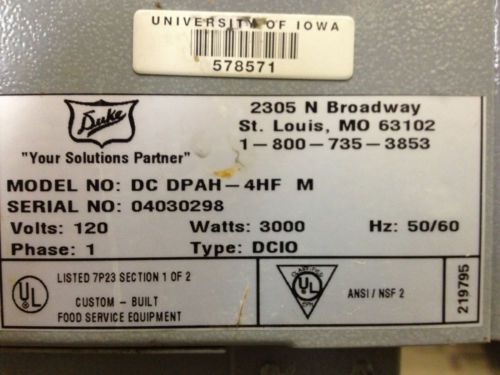 UNIVERSITY OF IOWA
578571
Duke
"Your Solutions Partner"
2305 N Broadway
St. Louis, MO 63102
1-800-735-3853
MODEL NO: DC DPAH-4HF M
SERIAL NO: 04030298
Volts: 120 Watts: 3000 Hz: 50/60
Phase: 1 Type: DCIO
UL
LISTED 7P23 SECTION 1 OF 2
CUSTOM - BUILT
FOOD SERVICE EQUIPMENT
CLASSIFIED
UL
ANSI / NSF 2
219795